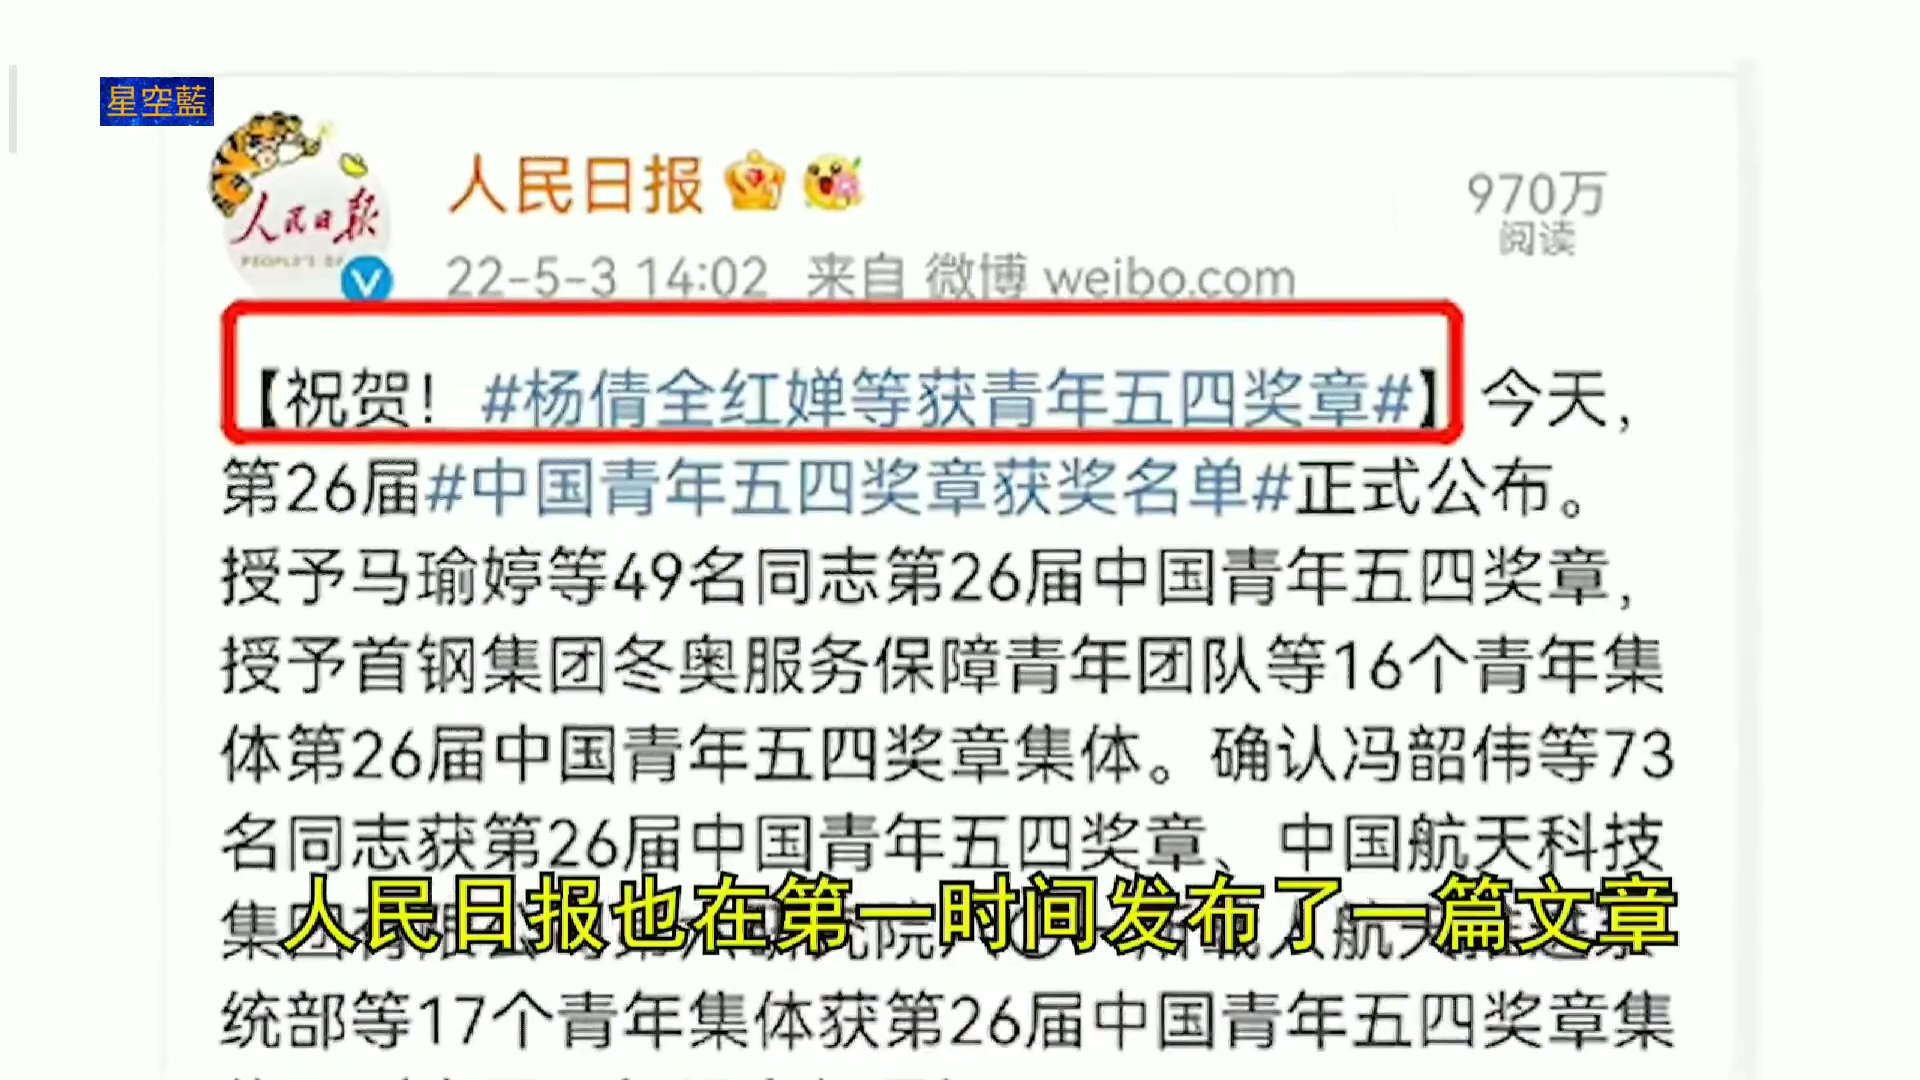 星空藍
人民日报
970万
阅读
人民日报
PEOPLE'S
22-5-3 14:02 来自 微博 weibo.com
【祝贺！#杨倩全红婵等获青年五四奖章#】今天，
第26届#中国青年五四奖章获奖名单#正式公布。
授予马瑜婷等49名同志第26届中国青年五四奖章，
授予首钢集团冬奥服务保障青年团队等16个青年集
体第26届中国青年五四奖章集体。确认冯韶伟等73
名同志获第26届中国青年五四奖章、中国航天科技
人民日报也在第一时间发布了一篇文章
统部等17个青年集体获第26届中国青年五四奖章集